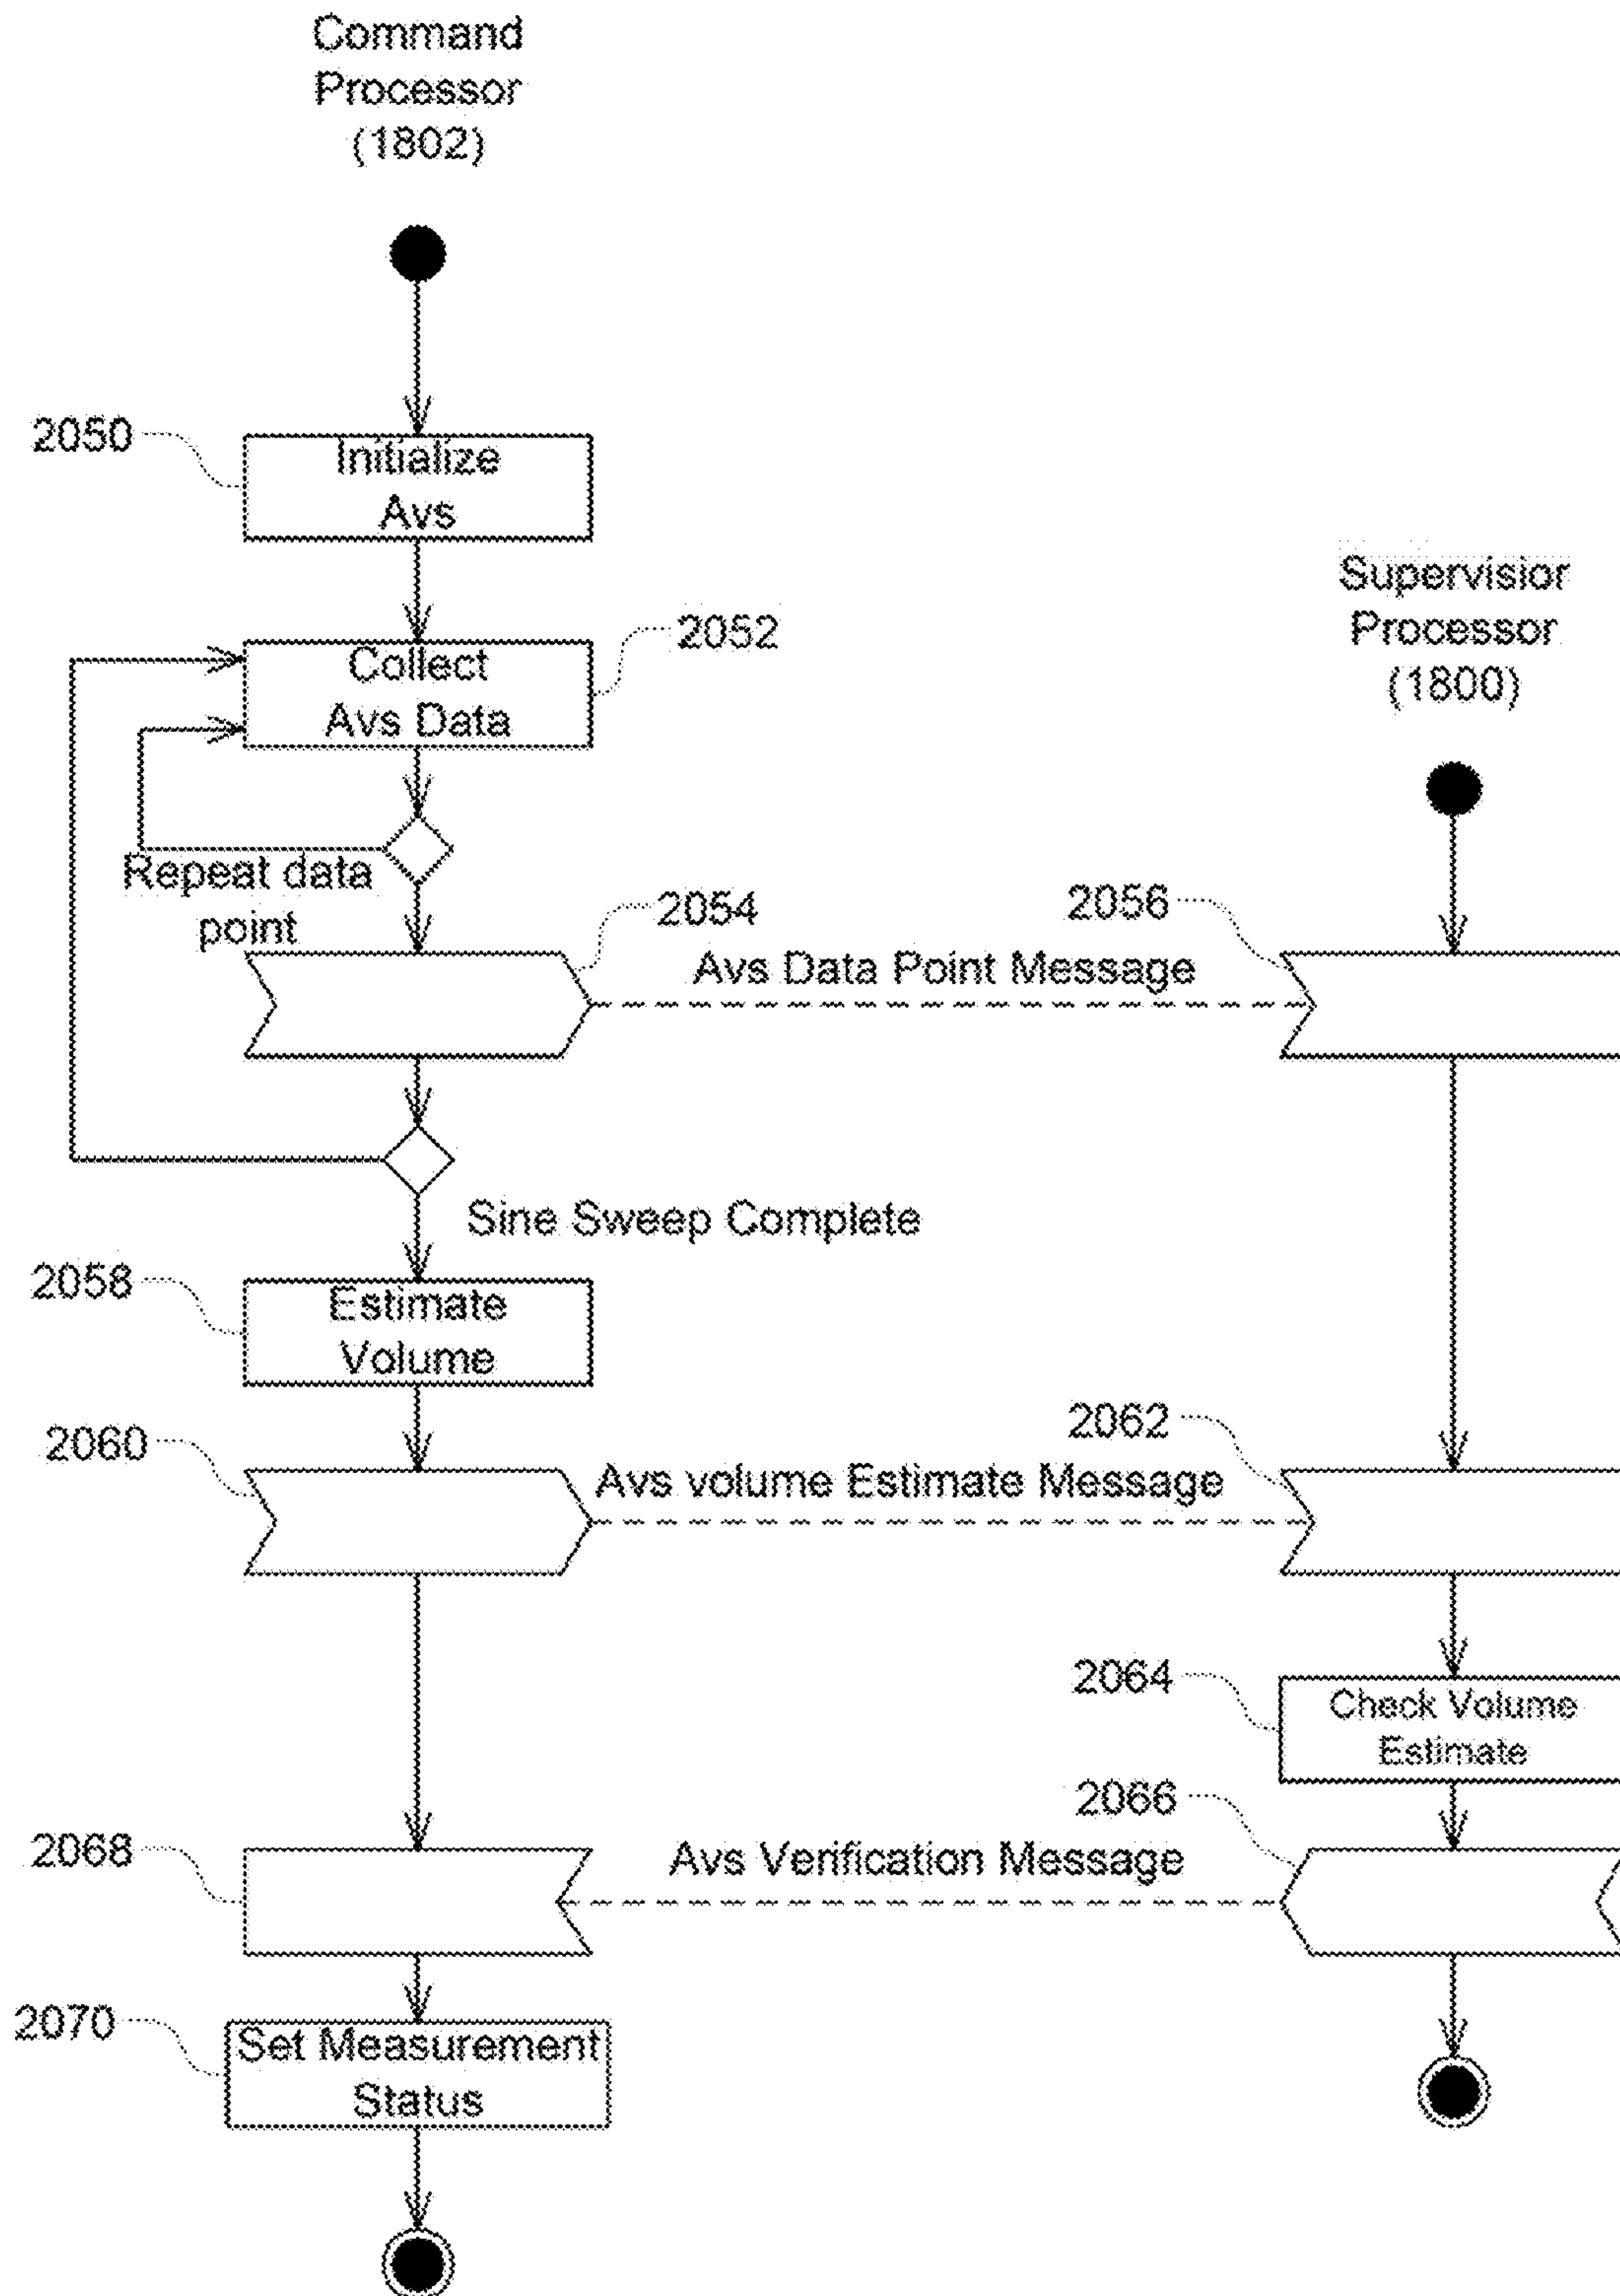 Command
Processor
(1802)
2050
Initialize
Avs
Supervisior
Processor
(1800)
2052
Collect
Avs Data
Repeat data
point
2054
2056
Avs Data Point Message
Sine Sweep Complete
2058
Estimate
Volume
2060
2062
Avs volume Estimate Message
2064
Check Volume
Estimate
2066
2068
Avs Verification Message
2070
Set Measurement
Status